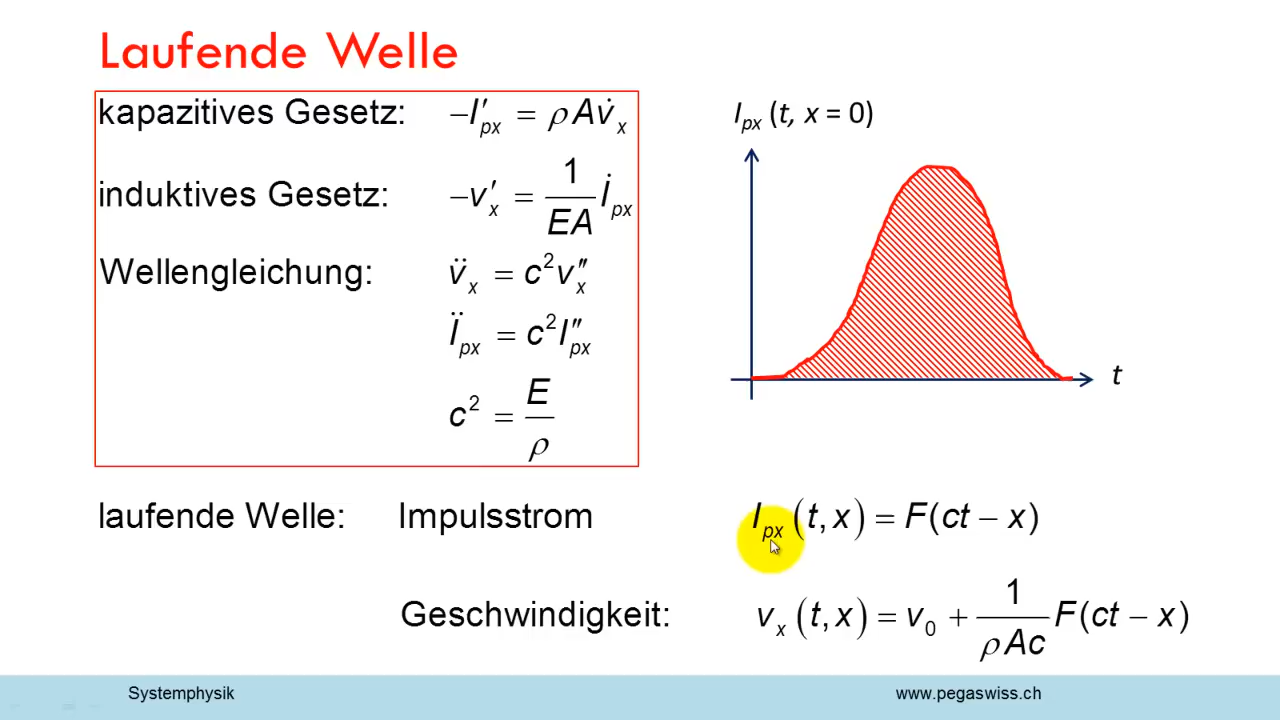 Laufende Welle
kapazitives Gesetz: −I′ₚₓ = ρAv̇ₓ
induktives Gesetz: −v′ₓ = 1/(EA) İₚₓ
Wellengleichung: v̈ₓ = c²v″ₓ
Ïₚₓ = c²I″ₚₓ
c² = E/ρ
Iₚₓ (t, x = 0)
t
laufende Welle: Impulsstrom Iₚₓ(t, x) = F(ct − x)
Geschwindigkeit: vₓ(t, x) = v₀ + 1/(ρAc) F(ct − x)
Systemphysik
www.pegaswiss.ch